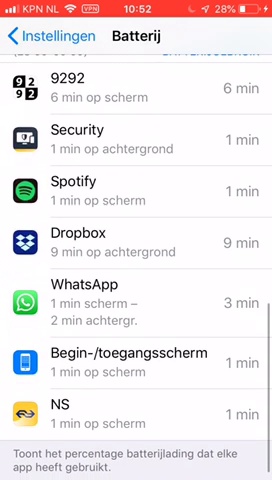 KPN NL VPN 10:52 28%
Instellingen Batterij
9292
6 min op scherm
6 min
Security
1 min op achtergrond
1 min
Spotify
1 min op scherm
1 min
Dropbox
9 min op achtergrond
9 min
WhatsApp
1 min scherm –
2 min achtergr.
3 min
Begin-/toegangsscherm
1 min op scherm
1 min
NS
1 min op scherm
1 min
Toont het percentage batterijlading dat elke
app heeft gebruikt.